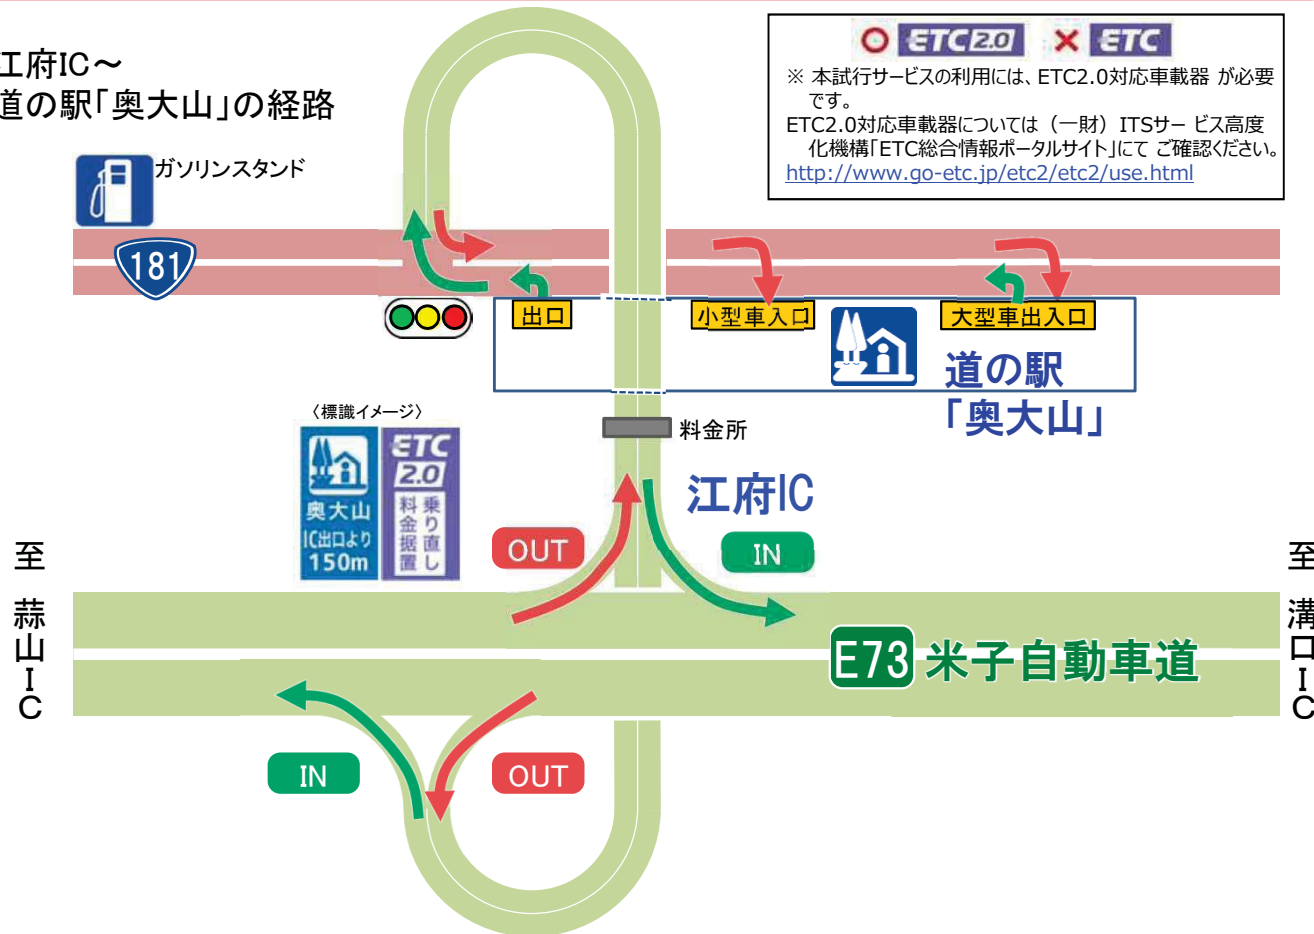 江府IC～
道の駅「奥大山」の経路
ETC2.0 ETC
※ 本試行サービスの利用には、ETC2.0対応車載器 が必要
です。
ETC2.0対応車載器については（一財）ITSサー ビス高度
化機構「ETC総合情報ポータルサイト」にて ご確認ください。
http://www.go-etc.jp/etc2/etc2/use.html
ガソリンスタンド
181
出口
小型車入口
大型車出入口
道の駅
「奥大山」
〈標識イメージ〉
奥大山
IC出口より
150m
ETC
2.0
乗り直し
料金据置
料金所
江府IC
OUT
IN
至 蒜山IC
至 溝口IC
E73 米子自動車道
IN
OUT